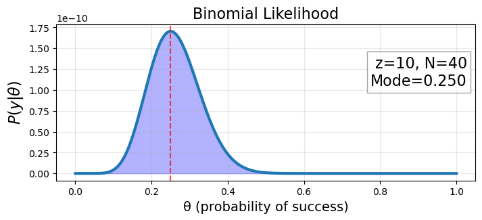 Binomial Likelihood
1e−10
1.75
1.50
1.25
1.00
0.75
0.50
0.25
0.00
P(y|θ)
z=10, N=40
Mode=0.250
0.0 0.2 0.4 0.6 0.8 1.0
θ (probability of success)